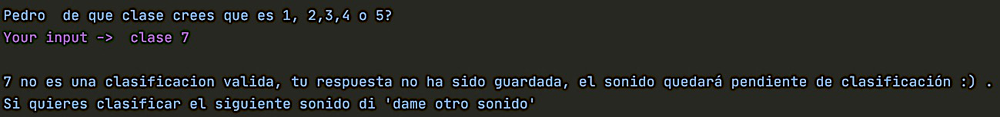 Pedro  de que clase crees que es 1, 2,3,4 o 5?
Your input ->  clase 7
7 no es una clasificacion valida, tu respuesta no ha sido guardada, el sonido quedará pendiente de clasificación :) .
Si quieres clasificar el siguiente sonido di 'dame otro sonido'